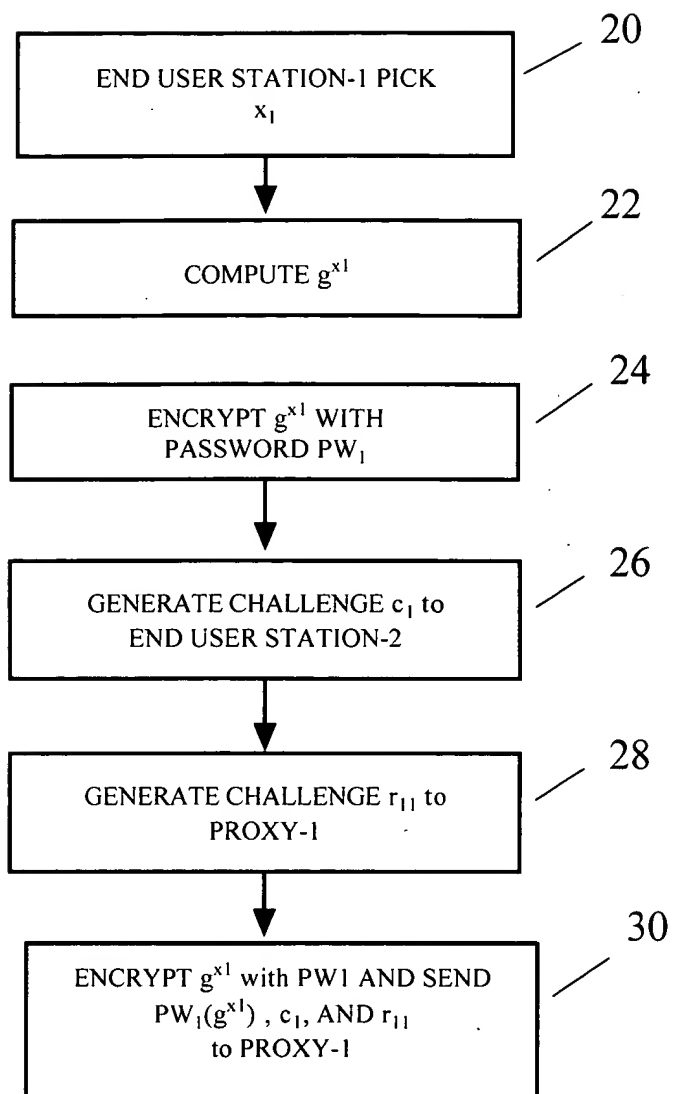 20
END USER STATION-1 PICK
x₁
22
COMPUTE gˣ¹
24
ENCRYPT gˣ¹ WITH
PASSWORD PW₁
26
GENERATE CHALLENGE c₁ to
END USER STATION-2
28
GENERATE CHALLENGE r₁₁ to
PROXY-1
30
ENCRYPT gˣ¹ with PW1 AND SEND
PW₁(gˣ¹) , c₁, AND r₁₁
to PROXY-1